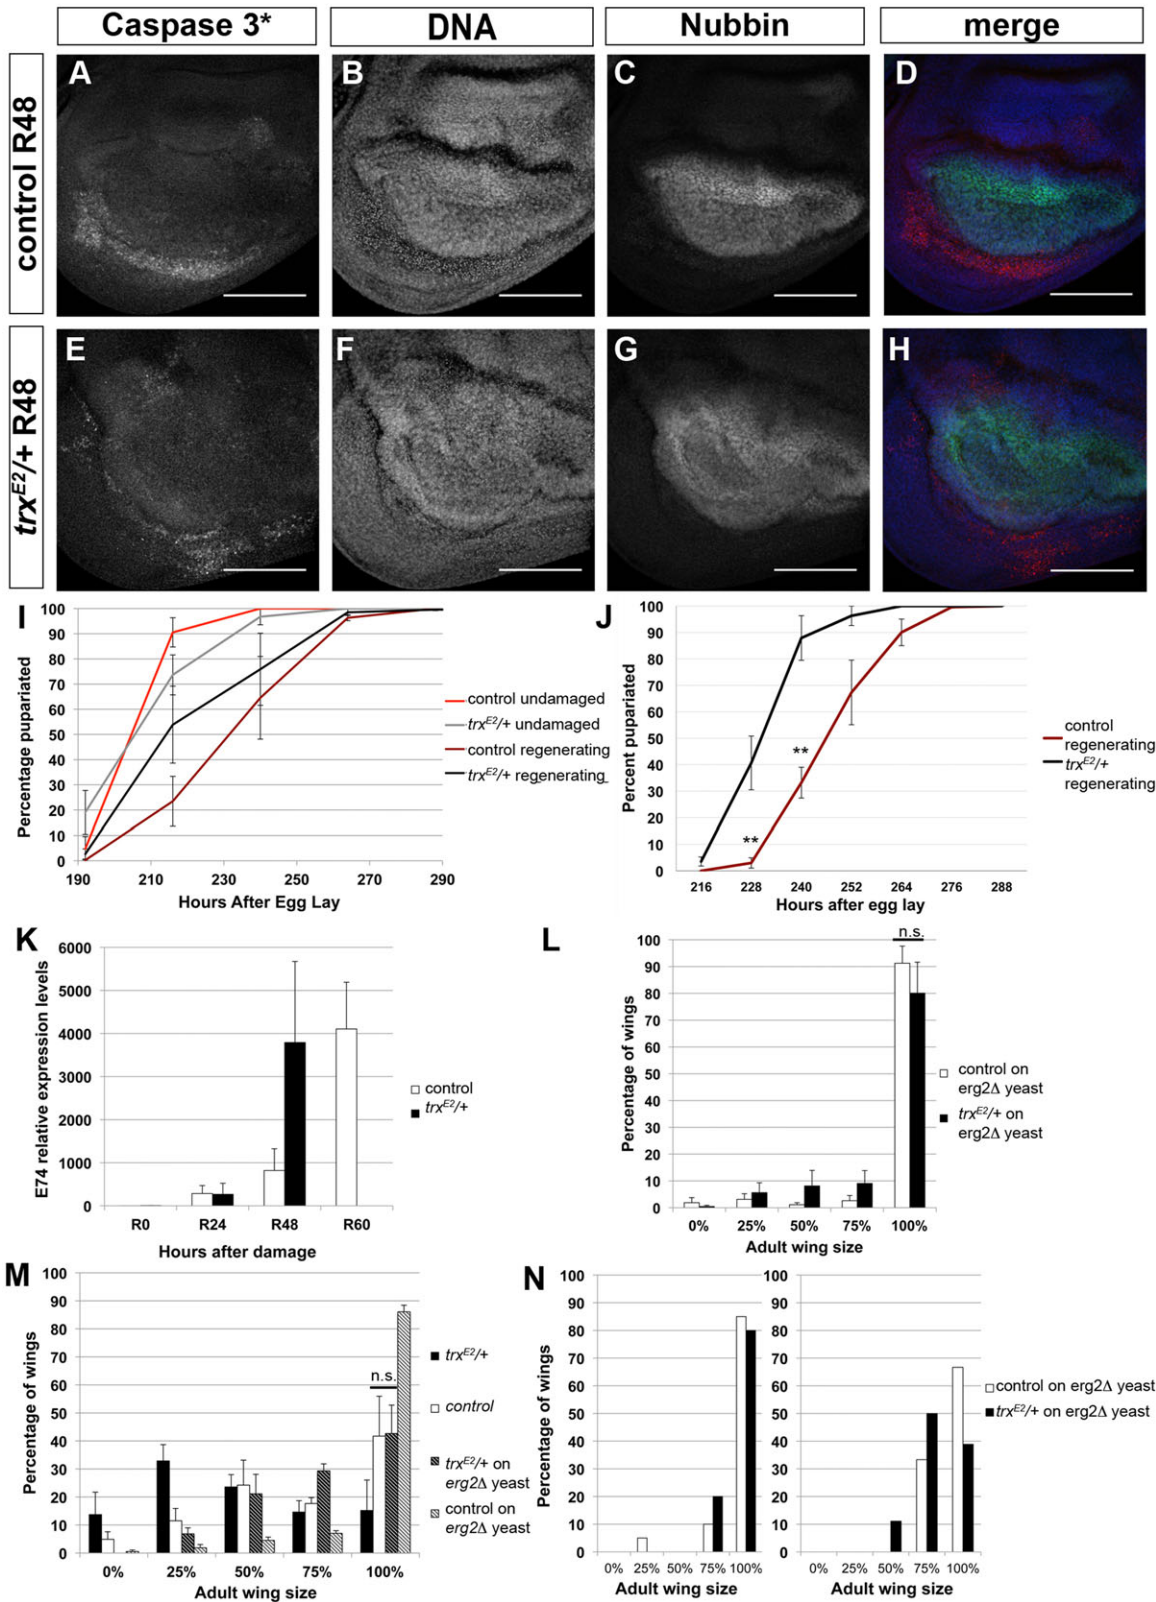 Caspase 3* DNA Nubbin merge
control R48
A B C D
trxE2/+ R48
E F G H
I
Percentage pupariated
100
90
80
70
60
50
40
30
20
10
0
190 210 230 250 270 290
Hours After Egg Lay
control undamaged
trxE2/+ undamaged
control regenerating
trxE2/+ regenerating
J
Percent pupariated
100
90
80
70
60
50
40
30
20
10
0
**
**
216 228 240 252 264 276 288
Hours after egg lay
control
regenerating
trxE2/+
regenerating
K
E74 relative expression levels
6000
5000
4000
3000
2000
1000
0
R0 R24 R48 R60
Hours after damage
control
trxE2/+
L
Percentage of wings
100
90
80
70
60
50
40
30
20
10
0
n.s.
0% 25% 50% 75% 100%
Adult wing size
control on
erg2Δ yeast
trxE2/+ on
erg2Δ yeast
M
Percentage of wings
100
90
80
70
60
50
40
30
20
10
0
n.s.
0% 25% 50% 75% 100%
Adult wing size
trxE2/+
control
trxE2/+ on
erg2Δ yeast
control on
erg2Δ yeast
N
Percentage of wings
100
90
80
70
60
50
40
30
20
10
0
0% 25% 50% 75% 100%
Adult wing size
100
90
80
70
60
50
40
30
20
10
0
0% 25% 50% 75% 100%
Adult wing size
control on erg2Δ yeast
trxE2/+ on erg2Δ yeast